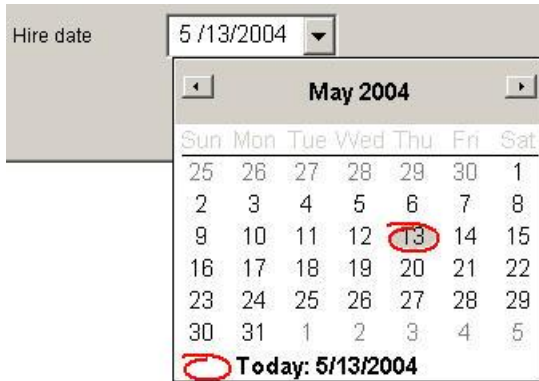 Hire date 5 /13/2004
May 2004
Sun Mon Tue Wed Thu Fri Sat
25 26 27 28 29 30 1
2 3 4 5 6 7 8
9 10 11 12 13 14 15
16 17 18 19 20 21 22
23 24 25 26 27 28 29
30 31 1 2 3 4 5
Today: 5/13/2004